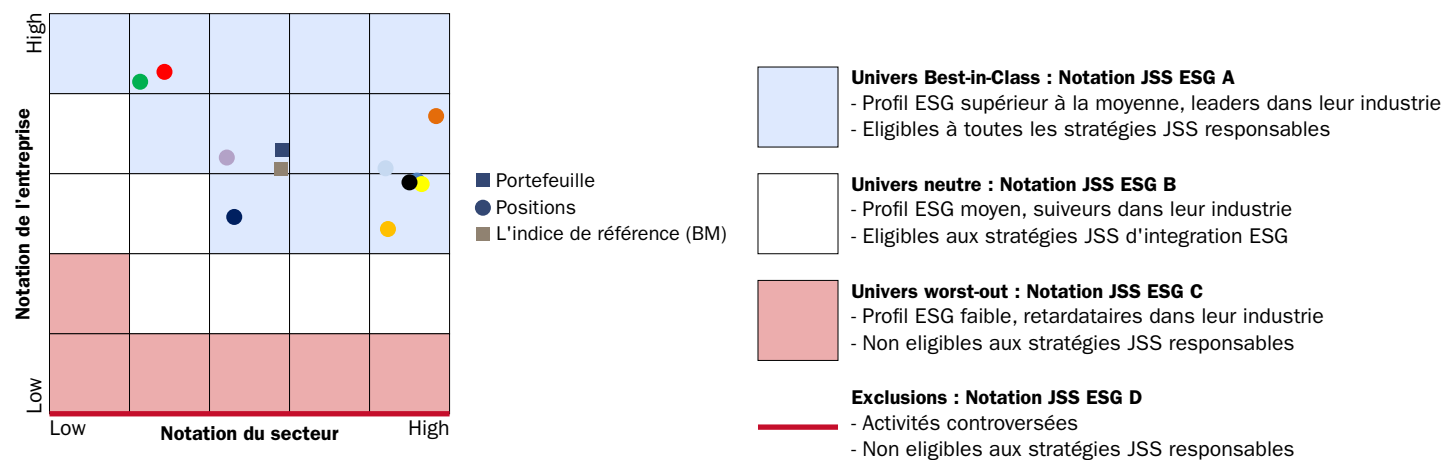 High
Notation de l'entreprise
Low
Low
Notation du secteur
High
Portefeuille
Positions
L'indice de référence (BM)
Univers Best-in-Class : Notation JSS ESG A
- Profil ESG supérieur à la moyenne, leaders dans leur industrie
- Eligibles à toutes les stratégies JSS responsables
Univers neutre : Notation JSS ESG B
- Profil ESG moyen, suiveurs dans leur industrie
- Eligibles aux stratégies JSS d'integration ESG
Univers worst-out : Notation JSS ESG C
- Profil ESG faible, retardataires dans leur industrie
- Non eligibles aux stratégies JSS responsables
Exclusions : Notation JSS ESG D
- Activités controversées
- Non eligibles aux stratégies JSS responsables